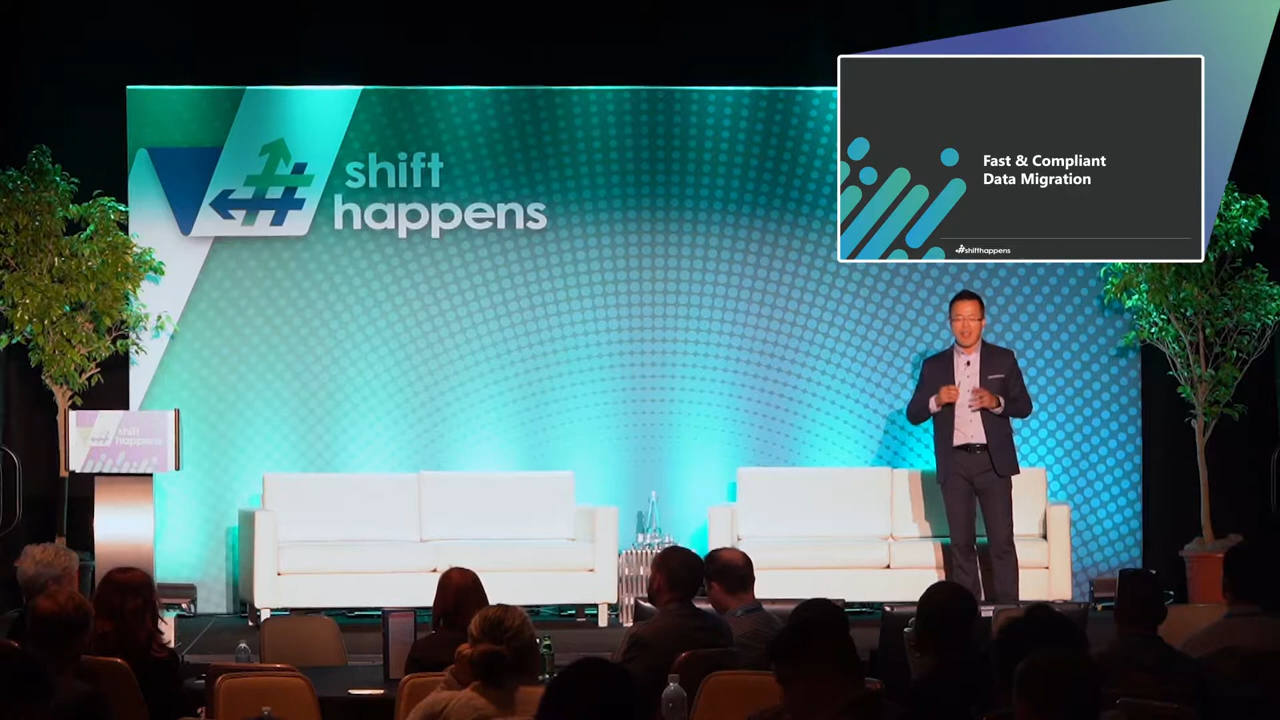 shift
happens
Fast & Compliant
Data Migration
#shifthappens
shift
happens